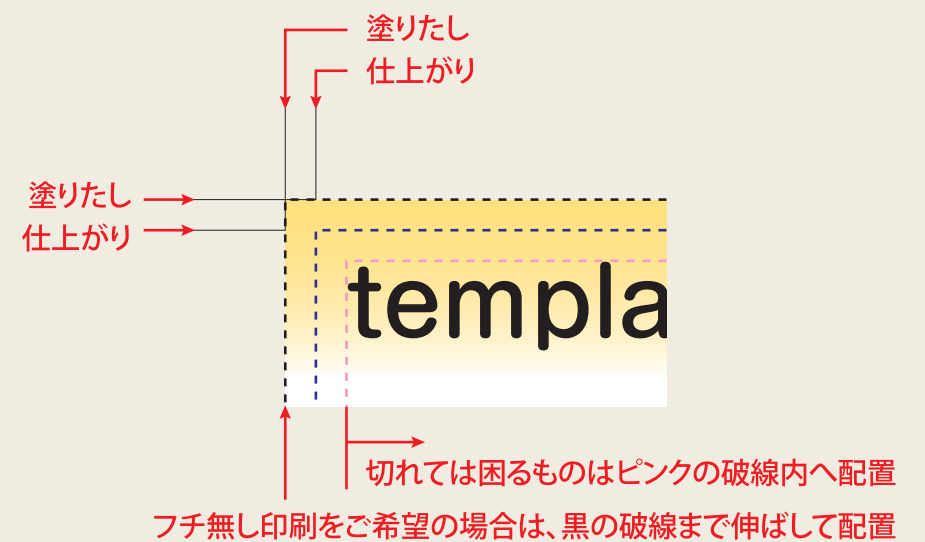 塗りたし
仕上がり
塗りたし
仕上がり
templa
切れては困るものはピンクの破線内へ配置
フチ無し印刷をご希望の場合は、黒の破線まで伸ばして配置